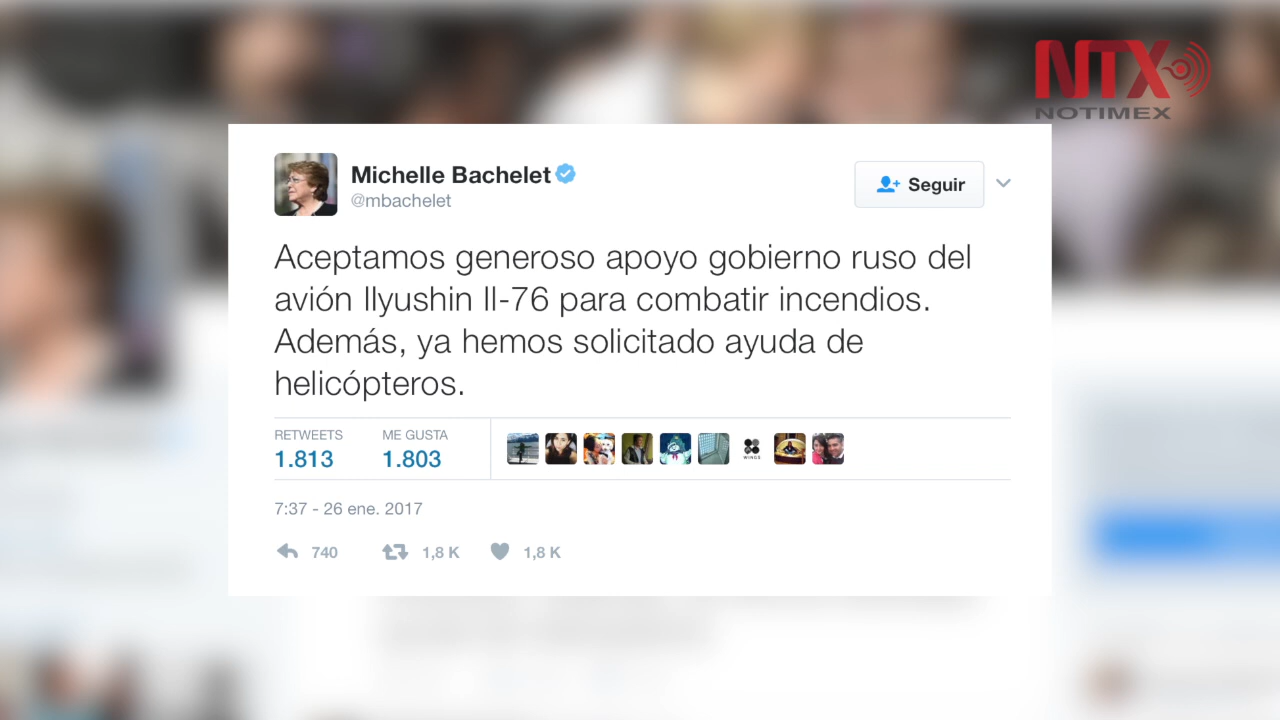 NTX
NOTIMEX
Michelle Bachelet
@mbachelet
Seguir
Aceptamos generoso apoyo gobierno ruso del
avión Ilyushin Il-76 para combatir incendios.
Además, ya hemos solicitado ayuda de
helicópteros.
RETWEETS ME GUSTA
1.813 1.803
WINGS
7:37 - 26 ene. 2017
740 1,8 K 1,8 K